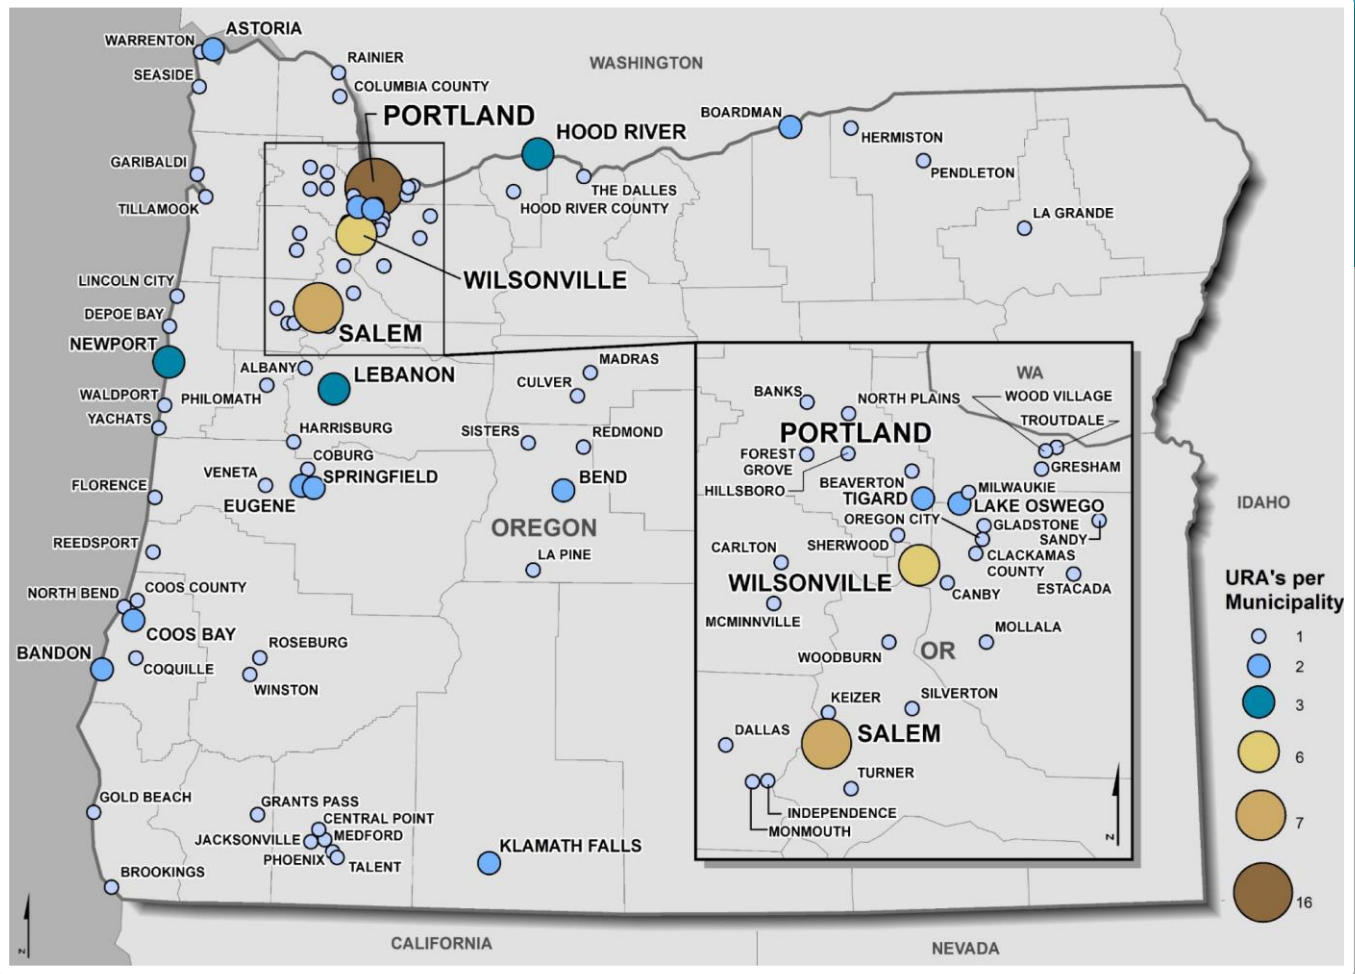 ASTORIA
WARRENTON
RAINIER
WASHINGTON
SEASIDE
COLUMBIA COUNTY
PORTLAND
BOARDMAN
HOOD RIVER
HERMISTON
GARIBALDI
PENDLETON
THE DALLES
TILLAMOOK
HOOD RIVER COUNTY
LA GRANDE
LINCOLN CITY
WILSONVILLE
DEPOE BAY
SALEM
NEWPORT
ALBANY
LEBANON
MADRAS
CULVER
WALDPORT
PHILOMATH
YACHATS
HARRISBURG
SISTERS
REDMOND
COBURG
VENETA
SPRINGFIELD
BEND
FLORENCE
EUGENE
OREGON
IDAHO
REEDSPORT
LA PINE
NORTH BEND
COOS COUNTY
COOS BAY
ROSEBURG
BANDON
COQUILLE
WINSTON
GOLD BEACH
GRANTS PASS
CENTRAL POINT
JACKSONVILLE
MEDFORD
PHOENIX
TALENT
KLAMATH FALLS
BROOKINGS
CALIFORNIA
NEVADA
N
WA
BANKS
NORTH PLAINS
WOOD VILLAGE
TROUTDALE
PORTLAND
FOREST
GROVE
GRESHAM
HILLSBORO
BEAVERTON
MILWAUKIE
TIGARD
LAKE OSWEGO
OREGON CITY
GLADSTONE
SANDY
SHERWOOD
CARLTON
CLACKAMAS
COUNTY
WILSONVILLE
ESTACADA
CANBY
MCMINNVILLE
MOLLALA
WOODBURN
OR
KEIZER
SILVERTON
DALLAS
SALEM
TURNER
INDEPENDENCE
MONMOUTH
N
URA's per
Municipality
1
2
3
6
7
16